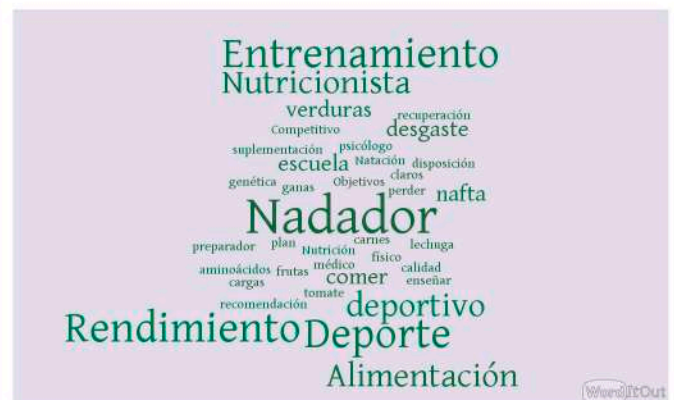 Entrenamiento
Nutricionista
verduras recuperación
Competitivo desgaste
suplementación psicólogo
escuela Natación disposición
genética ganas Objetivos claros
perder nafta
Nadador
preparador plan Nutrición carnes lechuga
aminoácidos frutas médico físico calidad
cargas comer enseñar
tomate
recomendación deportivo
Rendimiento Deporte
Alimentación
WordItOut